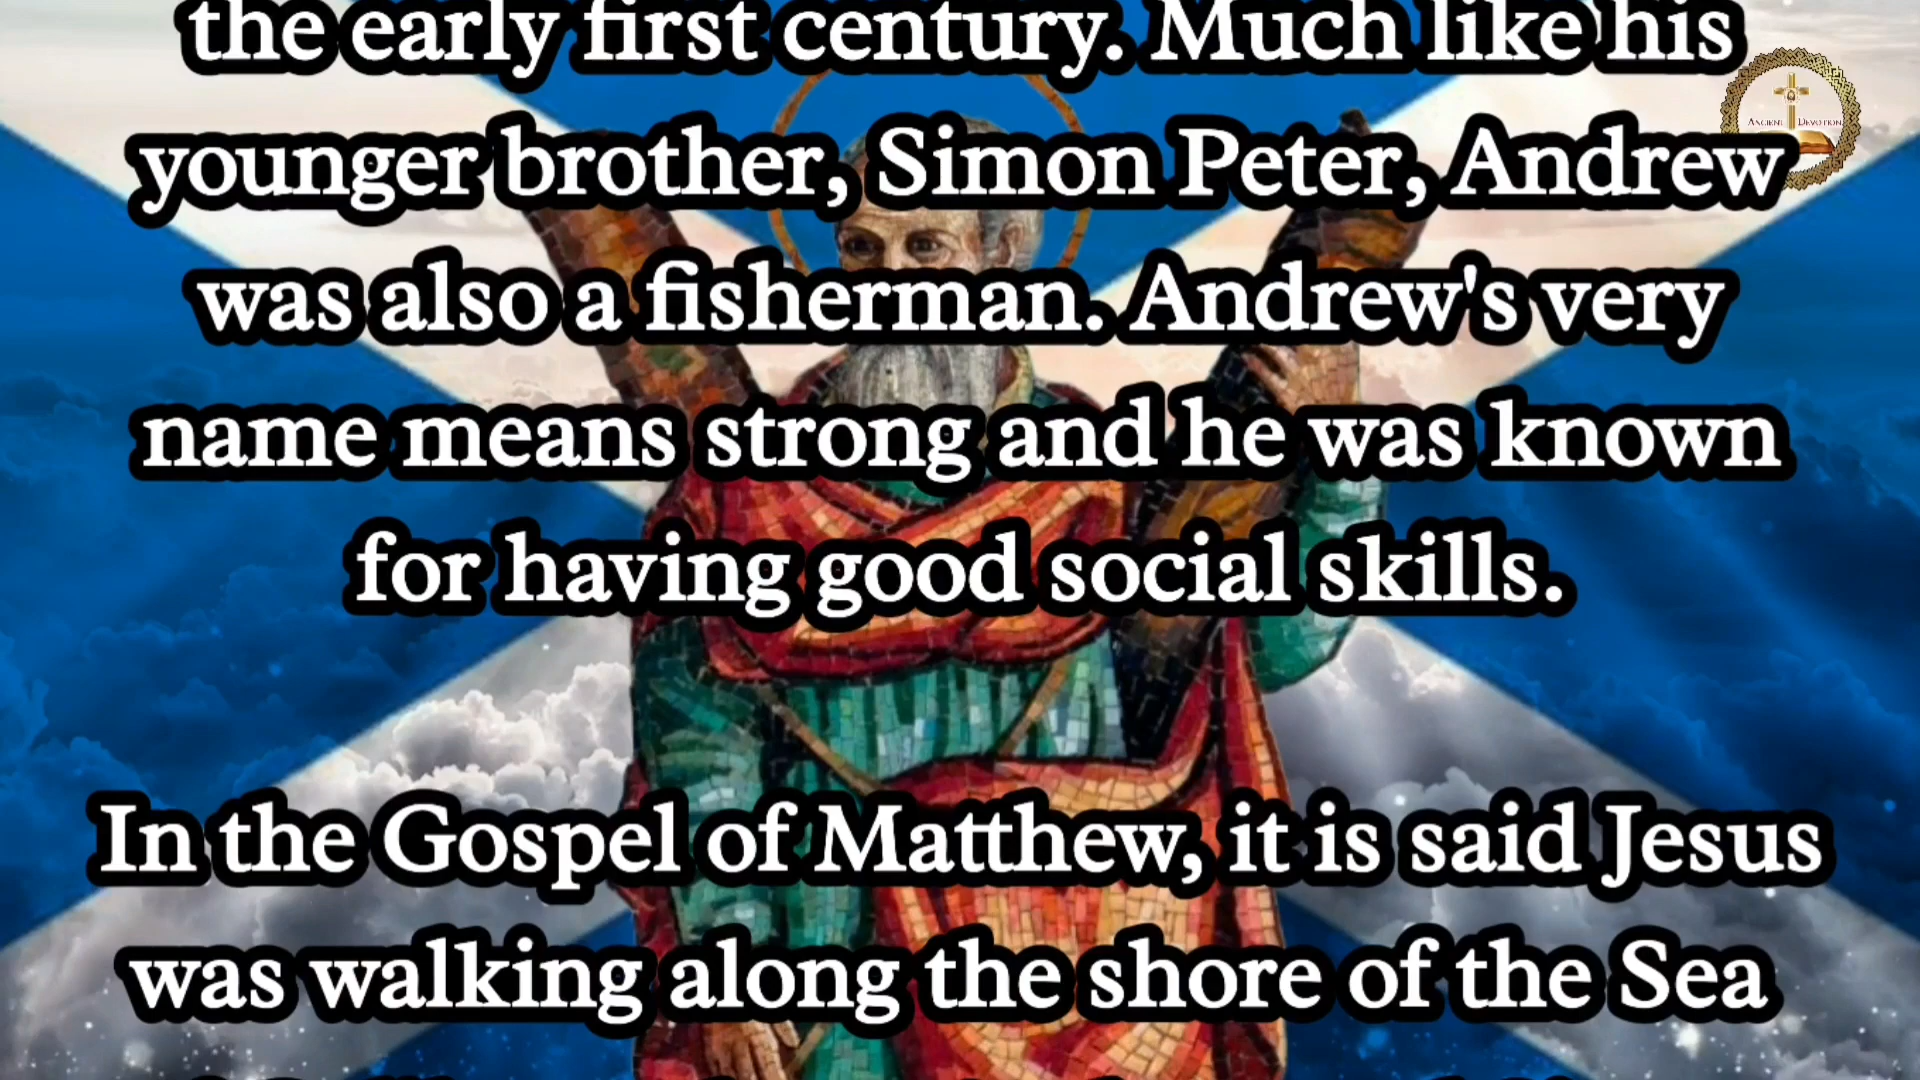 the early first century. Much like his
ANCIENT DEVOTION
younger brother, Simon Peter, Andrew
was also a fisherman. Andrew's very
name means strong and he was known
for having good social skills.
In the Gospel of Matthew, it is said Jesus
was walking along the shore of the Sea